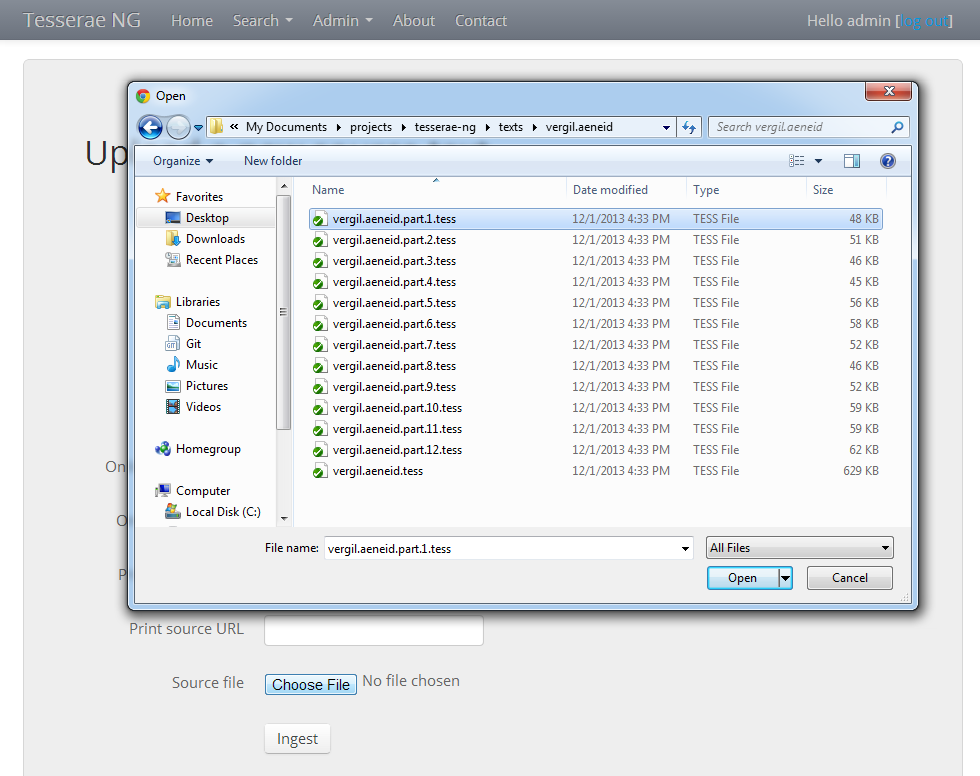 Tesserae NG Home Search Admin About Contact Hello admin [log out]
Open
« My Documents projects tesserae-ng texts vergil.aeneid Search vergil.aeneid
Organize New folder
Name Date modified Type Size
Favorites
Desktop
Downloads
Recent Places
Libraries
Documents
Git
Music
Pictures
Videos
Homegroup
Computer
Local Disk (C:)
vergil.aeneid.part.1.tess 12/1/2013 4:33 PM TESS File 48 KB
vergil.aeneid.part.2.tess 12/1/2013 4:33 PM TESS File 51 KB
vergil.aeneid.part.3.tess 12/1/2013 4:33 PM TESS File 46 KB
vergil.aeneid.part.4.tess 12/1/2013 4:33 PM TESS File 45 KB
vergil.aeneid.part.5.tess 12/1/2013 4:33 PM TESS File 56 KB
vergil.aeneid.part.6.tess 12/1/2013 4:33 PM TESS File 58 KB
vergil.aeneid.part.7.tess 12/1/2013 4:33 PM TESS File 52 KB
vergil.aeneid.part.8.tess 12/1/2013 4:33 PM TESS File 46 KB
vergil.aeneid.part.9.tess 12/1/2013 4:33 PM TESS File 52 KB
vergil.aeneid.part.10.tess 12/1/2013 4:33 PM TESS File 59 KB
vergil.aeneid.part.11.tess 12/1/2013 4:33 PM TESS File 59 KB
vergil.aeneid.part.12.tess 12/1/2013 4:33 PM TESS File 62 KB
vergil.aeneid.tess 12/1/2013 4:33 PM TESS File 629 KB
File name: vergil.aeneid.part.1.tess All Files
Open Cancel
Print source URL
Source file Choose File No file chosen
Ingest